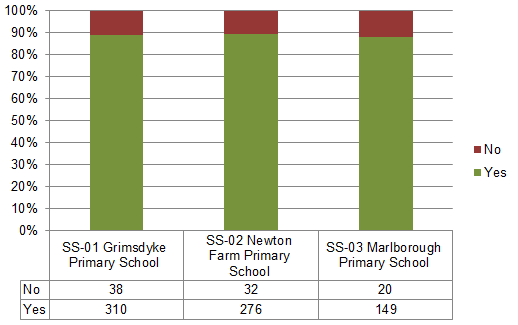 100%
90%
80%
70%
60%
50%
40%
30%
20%
10%
0%
No
Yes
SS-01 Grimsdyke
Primary School
SS-02 Newton
Farm Primary
School
SS-03 Marlborough
Primary School
No 38 32 20
Yes 310 276 149